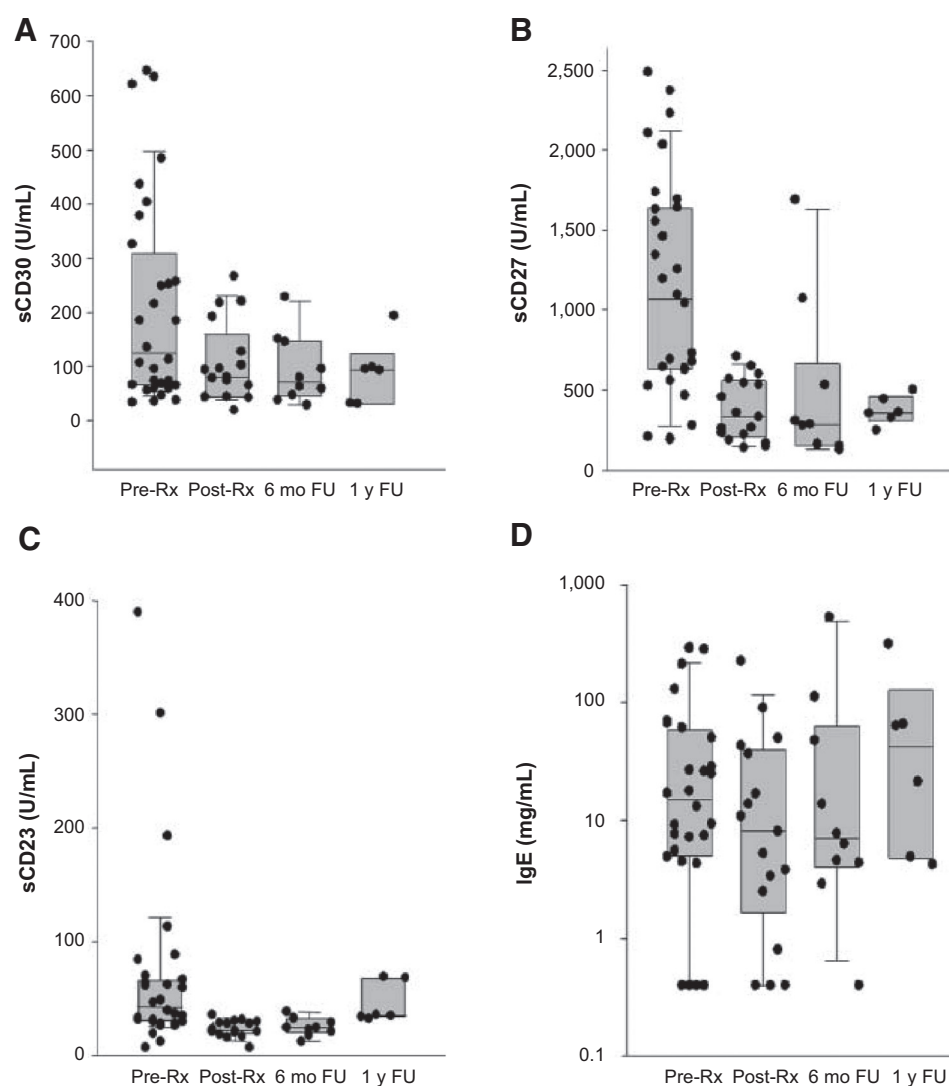 A
sCD30 (U/mL)
700
600
500
400
300
200
100
0
Pre-Rx Post-Rx 6 mo FU 1 y FU
B
sCD27 (U/mL)
2,500
2,000
1,500
1,000
500
0
Pre-Rx Post-Rx 6 mo FU 1 y FU
C
sCD23 (U/mL)
400
300
200
100
0
Pre-Rx Post-Rx 6 mo FU 1 y FU
D
IgE (mg/mL)
1,000
100
10
1
0.1
Pre-Rx Post-Rx 6 mo FU 1 y FU